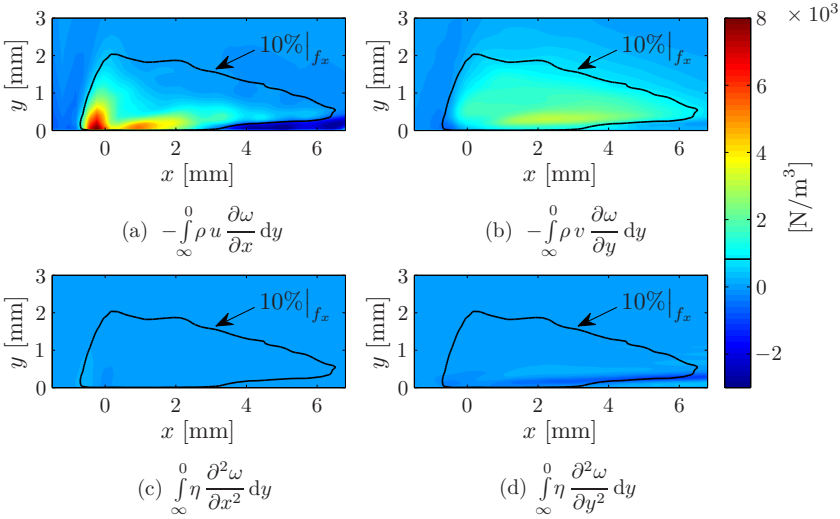 3
2
1
0
y [mm]
0 2 4 6
x [mm]
10%|fₓ
(a) −∫_∞^0 ρ u ∂ω/∂x dy
3
2
1
0
y [mm]
0 2 4 6
x [mm]
10%|fₓ
(b) −∫_∞^0 ρ v ∂ω/∂y dy
3
2
1
0
y [mm]
0 2 4 6
x [mm]
10%|fₓ
(c) ∫_∞^0 η ∂²ω/∂x² dy
3
2
1
0
y [mm]
0 2 4 6
x [mm]
10%|fₓ
(d) ∫_∞^0 η ∂²ω/∂y² dy
× 10³
8
6
4
2
0
−2
[N/m³]